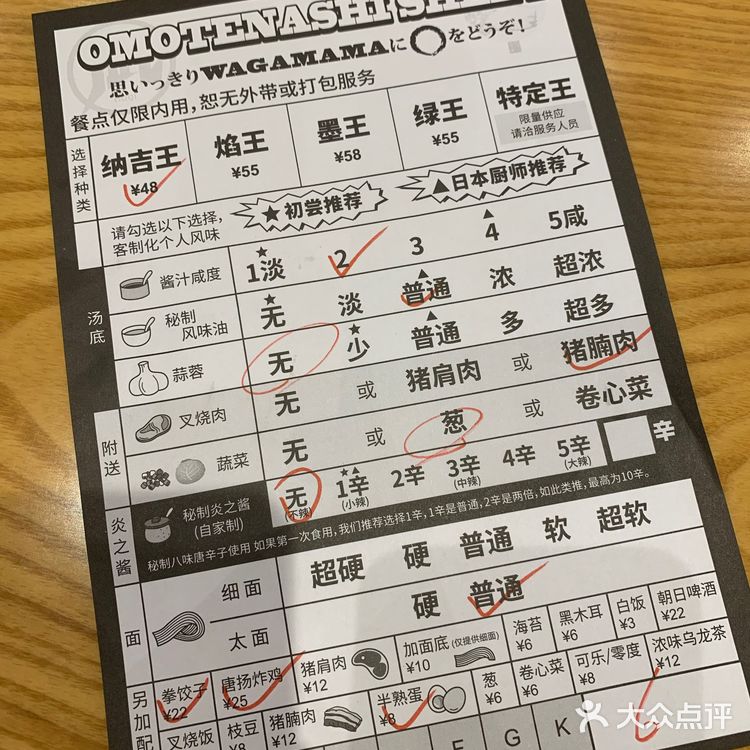 OMOTENASHI
思いっきりWAGAMAMAに◯をどうぞ!
餐点仅限内用,恕无外带或打包服务
选择种类
纳吉王 ¥48
焰王 ¥55
墨王 ¥58
绿王 ¥55
特定王 限量供应 请洽服务人员
请勾选以下选择,
客制化个人风味
★初尝推荐
▲日本厨师推荐
汤底
酱汁咸度 ★1淡 2 3 ▲4 5咸
秘制风味油 ★无 淡 ▲普通 浓 超浓
蒜蓉 无 ★少 ▲普通 多 超多
附送
叉烧肉 无 或 猪肩肉 或 猪腩肉
蔬菜 无 或 葱 或 卷心菜
炎之酱
秘制炎之酱(自家制) 无(不辣) ★▲1辛(小辣) 2辛 3辛(中辣) 4辛 5辛(大辣) 辛
秘制八味唐辛子使用 如果第一次食用,我们推荐选择1辛,1辛是普通,2辛是两倍,如此类推,最高为10辛。
面
细面 超硬 硬 普通 软 超软
太面 硬 普通
另加配
拳饺子 ¥22
唐扬炸鸡 ¥25
猪肩肉 ¥12
加面底(仅提供细面) ¥10
海苔 ¥6
黑木耳 ¥6
白饭 ¥3
朝日啤酒 ¥22
叉烧饭
枝豆 ¥8
猪腩肉 ¥12
半熟蛋 ¥8
葱 ¥6
卷心菜 ¥6
可乐/零度 ¥8
浓味乌龙茶 ¥12
E G K
大众点评